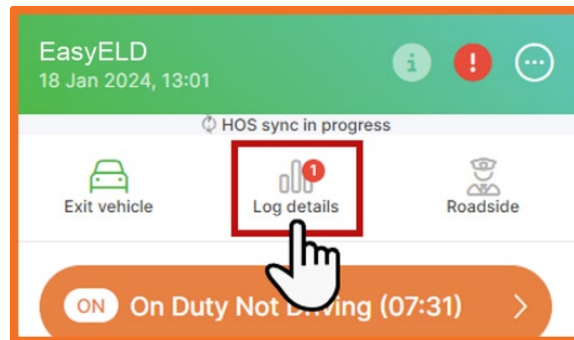 EasyELD
18 Jan 2024, 13:01
i
!
HOS sync in progress
1
Exit vehicle
Log details
Roadside
ON On Duty Not Driving (07:31)